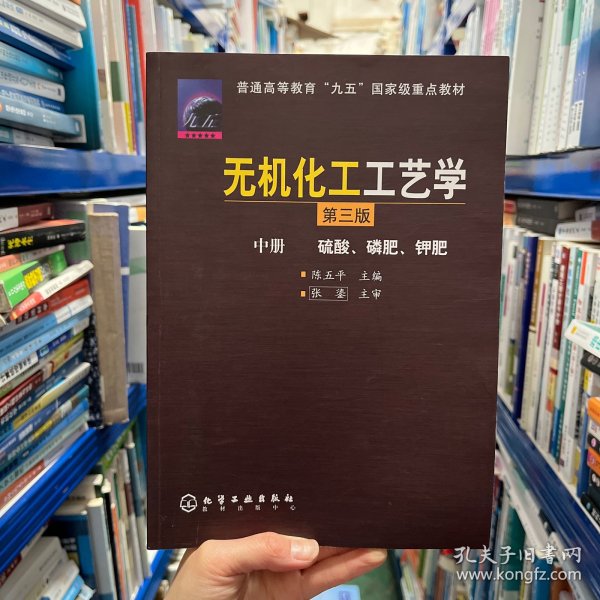 普通高等教育“九五”国家级重点教材
九五
无机化工工艺学
第三版
中册 硫酸、磷肥、钾肥
陈五平 主编
张鎏 主审
化学工业出版社
教材出版中心
孔夫子旧书网
www.kongfz.com